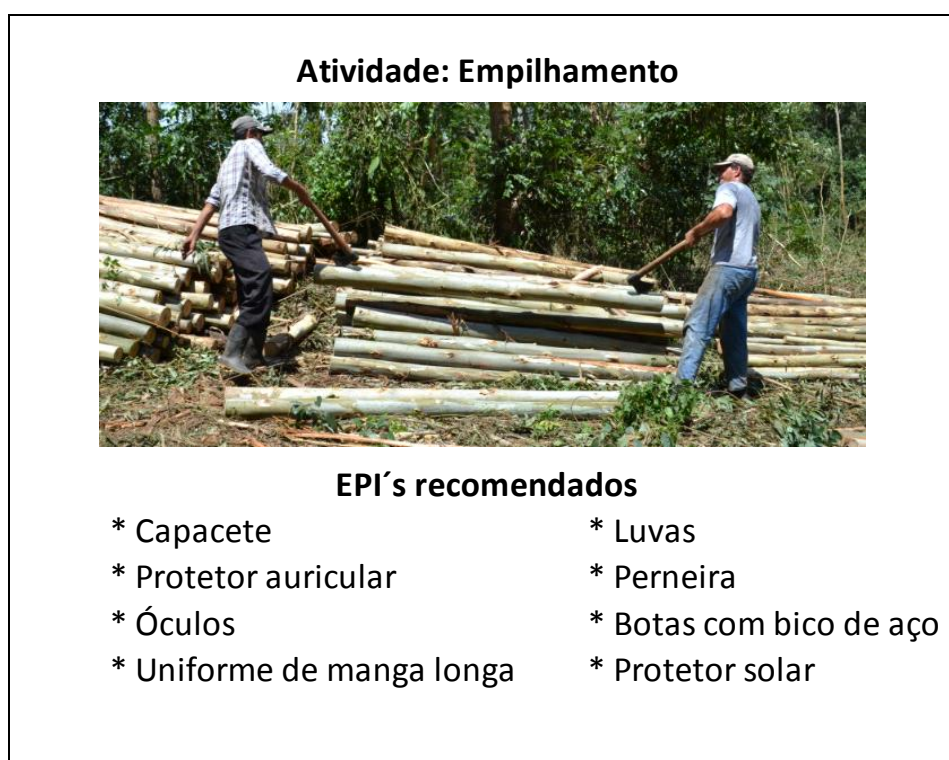 Atividade: Empilhamento
EPI´s recomendados
* Capacete
* Protetor auricular
* Óculos
* Uniforme de manga longa
* Luvas
* Perneira
* Botas com bico de aço
* Protetor solar